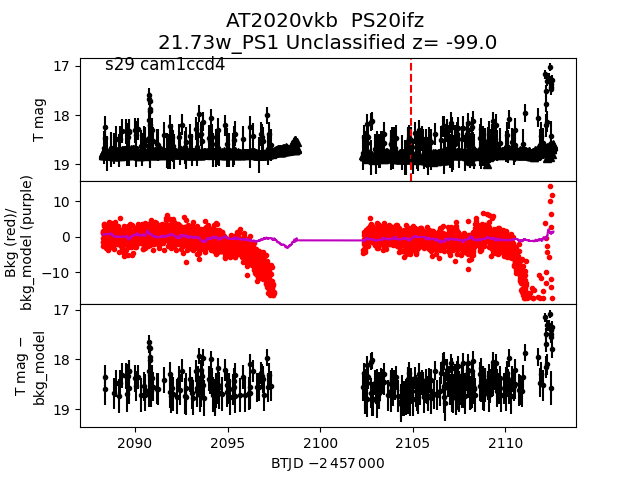 AT2020vkb  PS20ifz
21.73w_PS1 Unclassified z= -99.0
s29 cam1ccd4
17
18
19
T mag
10
0
−10
Bkg (red)/
bkg_model (purple)
17
18
19
T mag −
bkg_model
2090
2095
2100
2105
2110
BTJD −2 457 000